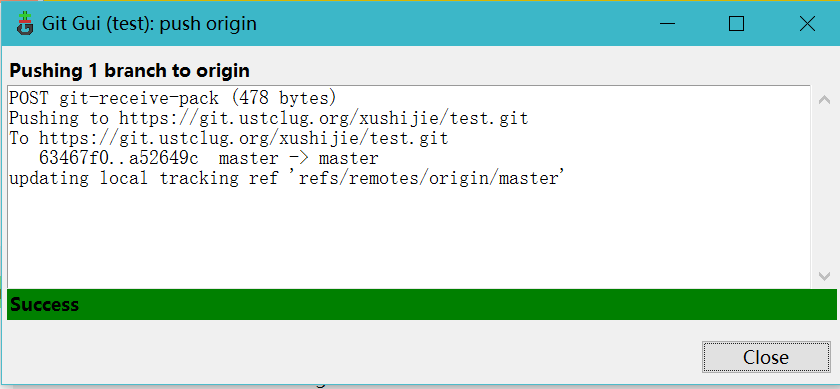 Git Gui (test): push origin
Pushing 1 branch to origin
POST git-receive-pack (478 bytes)
Pushing to https://git.ustclug.org/xushijie/test.git
To https://git.ustclug.org/xushijie/test.git
   63467f0..a52649c  master -> master
updating local tracking ref 'refs/remotes/origin/master'
Success
Close